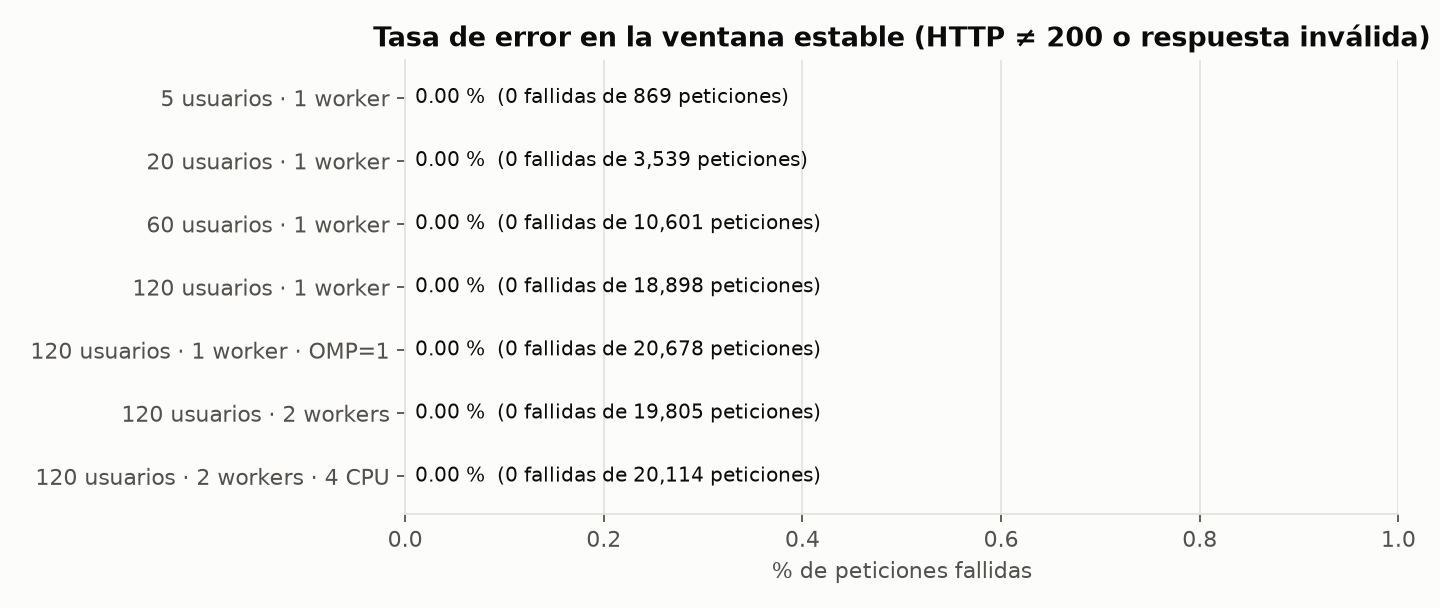 Tasa de error en la ventana estable (HTTP ≠ 200 o respuesta inválida)
5 usuarios · 1 worker 0.00 % (0 fallidas de 869 peticiones)
20 usuarios · 1 worker 0.00 % (0 fallidas de 3,539 peticiones)
60 usuarios · 1 worker 0.00 % (0 fallidas de 10,601 peticiones)
120 usuarios · 1 worker 0.00 % (0 fallidas de 18,898 peticiones)
120 usuarios · 1 worker · OMP=1 0.00 % (0 fallidas de 20,678 peticiones)
120 usuarios · 2 workers 0.00 % (0 fallidas de 19,805 peticiones)
120 usuarios · 2 workers · 4 CPU 0.00 % (0 fallidas de 20,114 peticiones)
0.0 0.2 0.4 0.6 0.8 1.0
% de peticiones fallidas